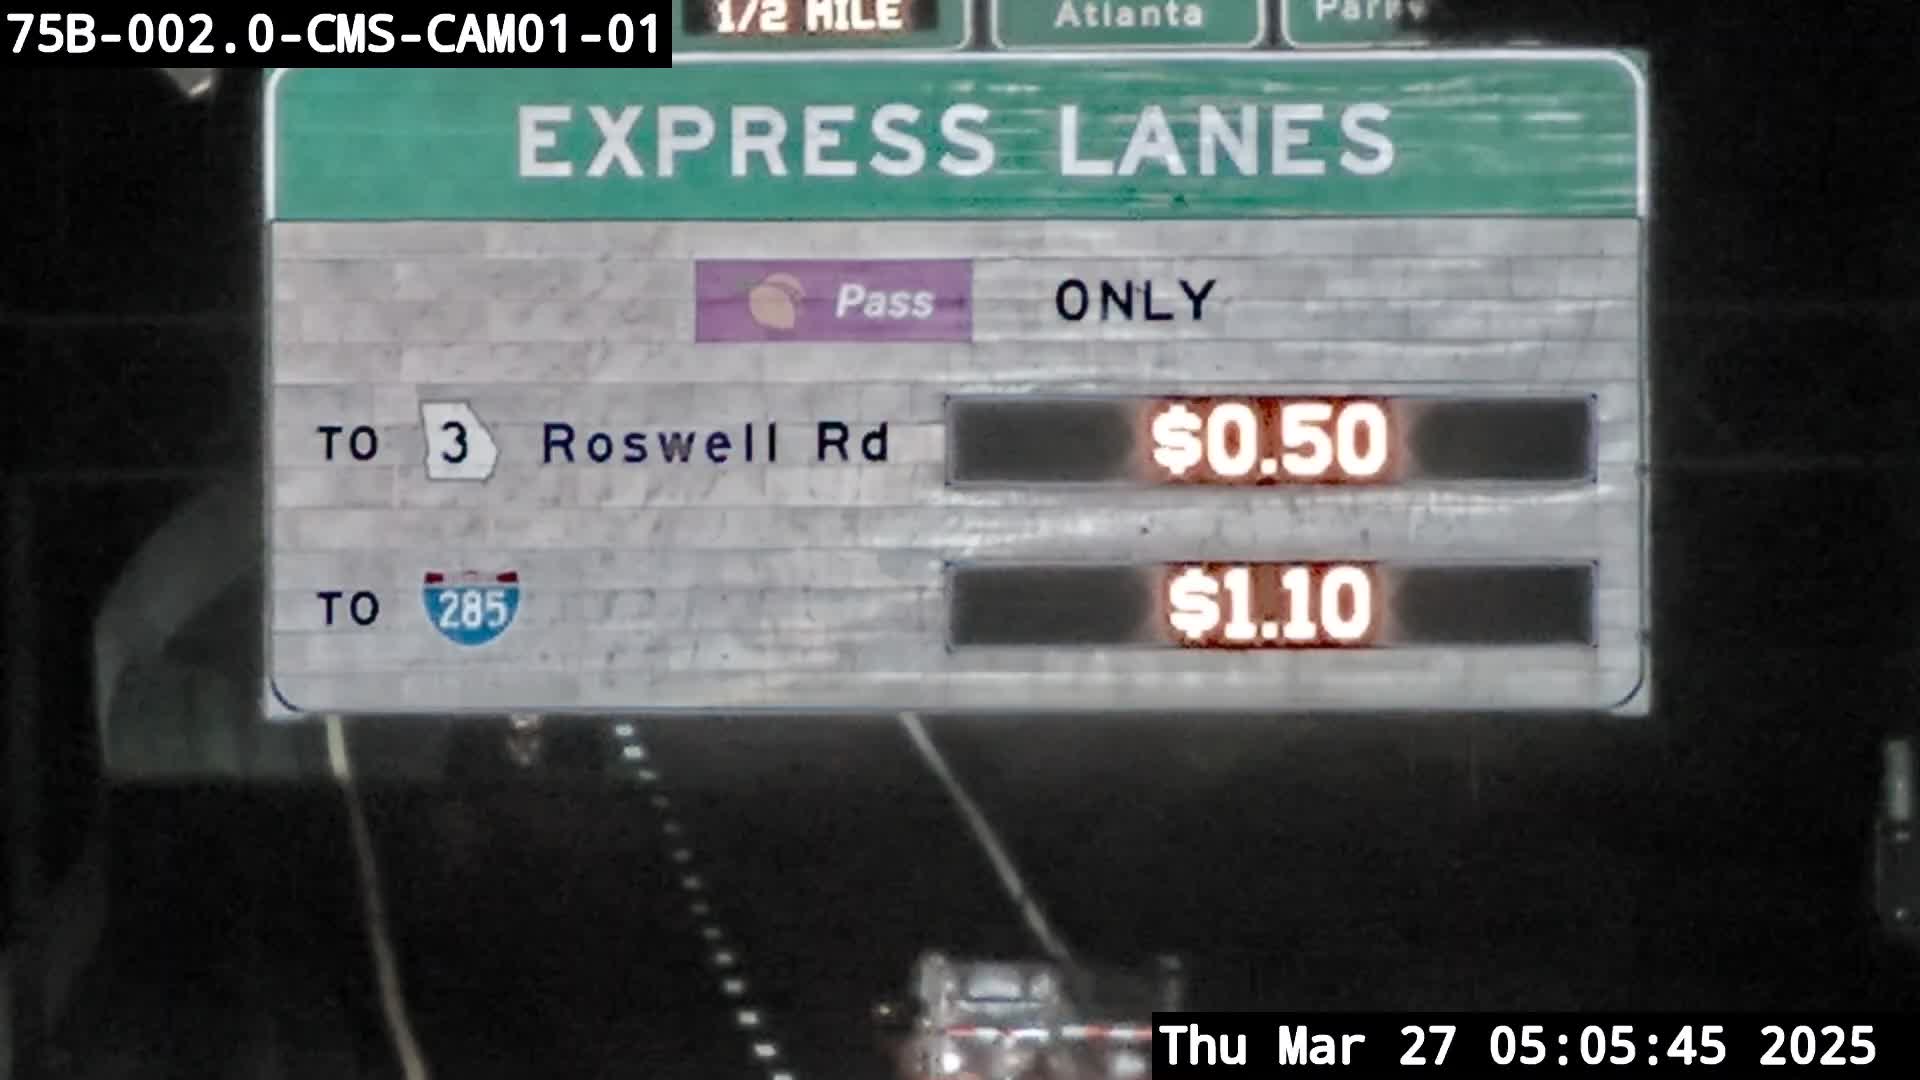 75B-002.0-CMS-CAM01-01
1/2 MILE
Atlanta
EXPRESS LANES
Pass ONLY
TO 3 Roswell Rd $0.50
TO 285 $1.10
Thu Mar 27 05:05:45 2025